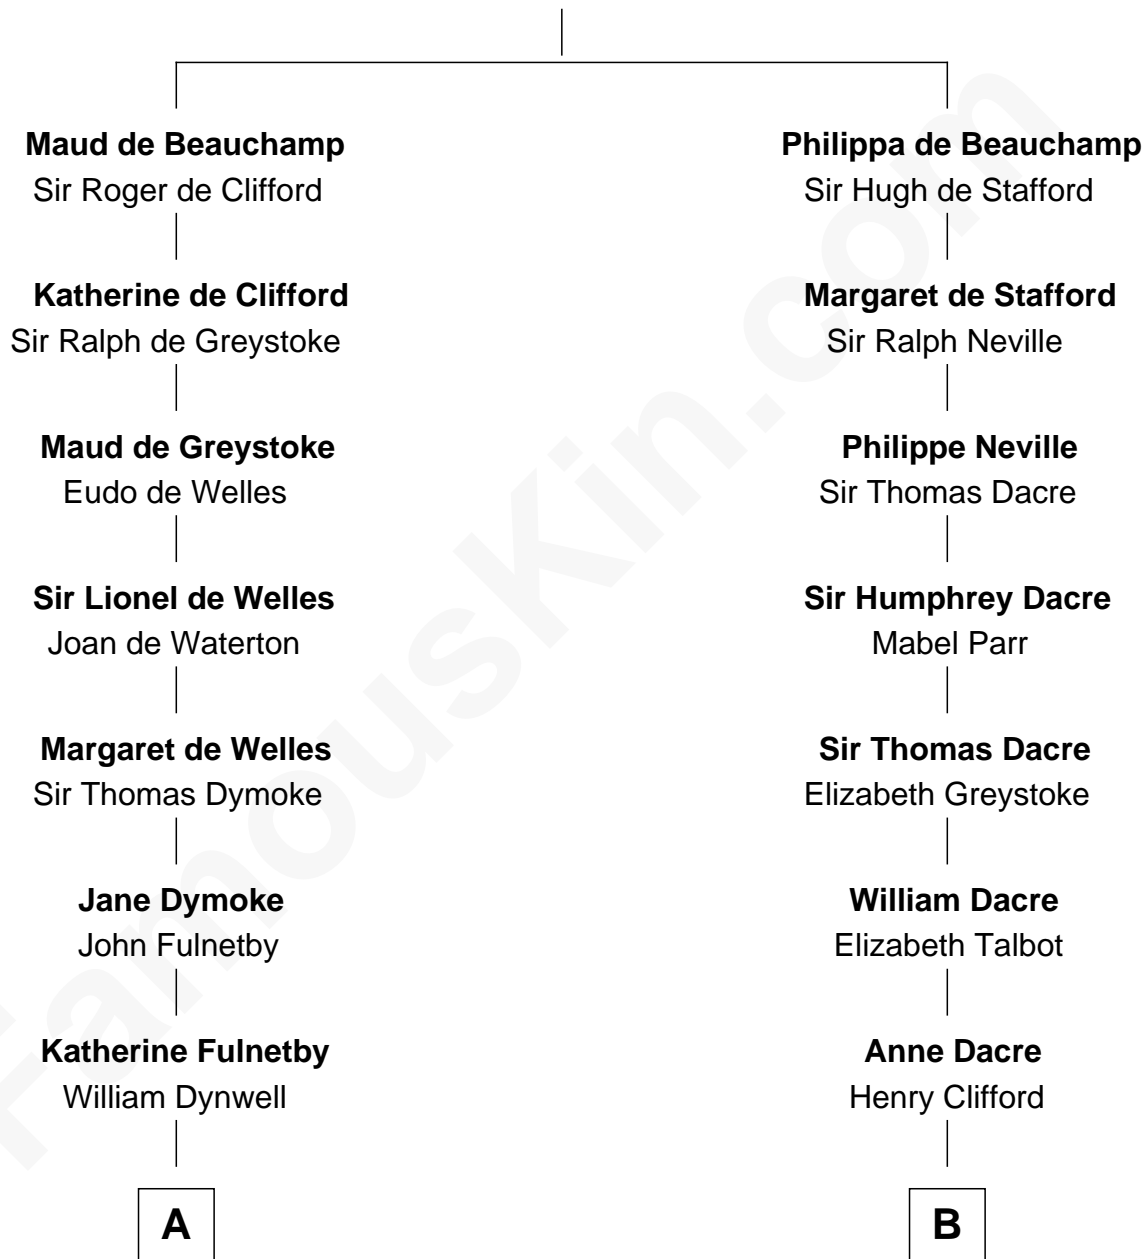 Maud de Beauchamp
Sir Roger de Clifford
Katherine de Clifford
Sir Ralph de Greystoke
Maud de Greystoke
Eudo de Welles
Sir Lionel de Welles
Joan de Waterton
Margaret de Welles
Sir Thomas Dymoke
Jane Dymoke
John Fulnetby
Katherine Fulnetby
William Dynwell
A
Philippa de Beauchamp
Sir Hugh de Stafford
Margaret de Stafford
Sir Ralph Neville
Philippe Neville
Sir Thomas Dacre
Sir Humphrey Dacre
Mabel Parr
Sir Thomas Dacre
Elizabeth Greystoke
William Dacre
Elizabeth Talbot
Anne Dacre
Henry Clifford
B
FamousKin.com